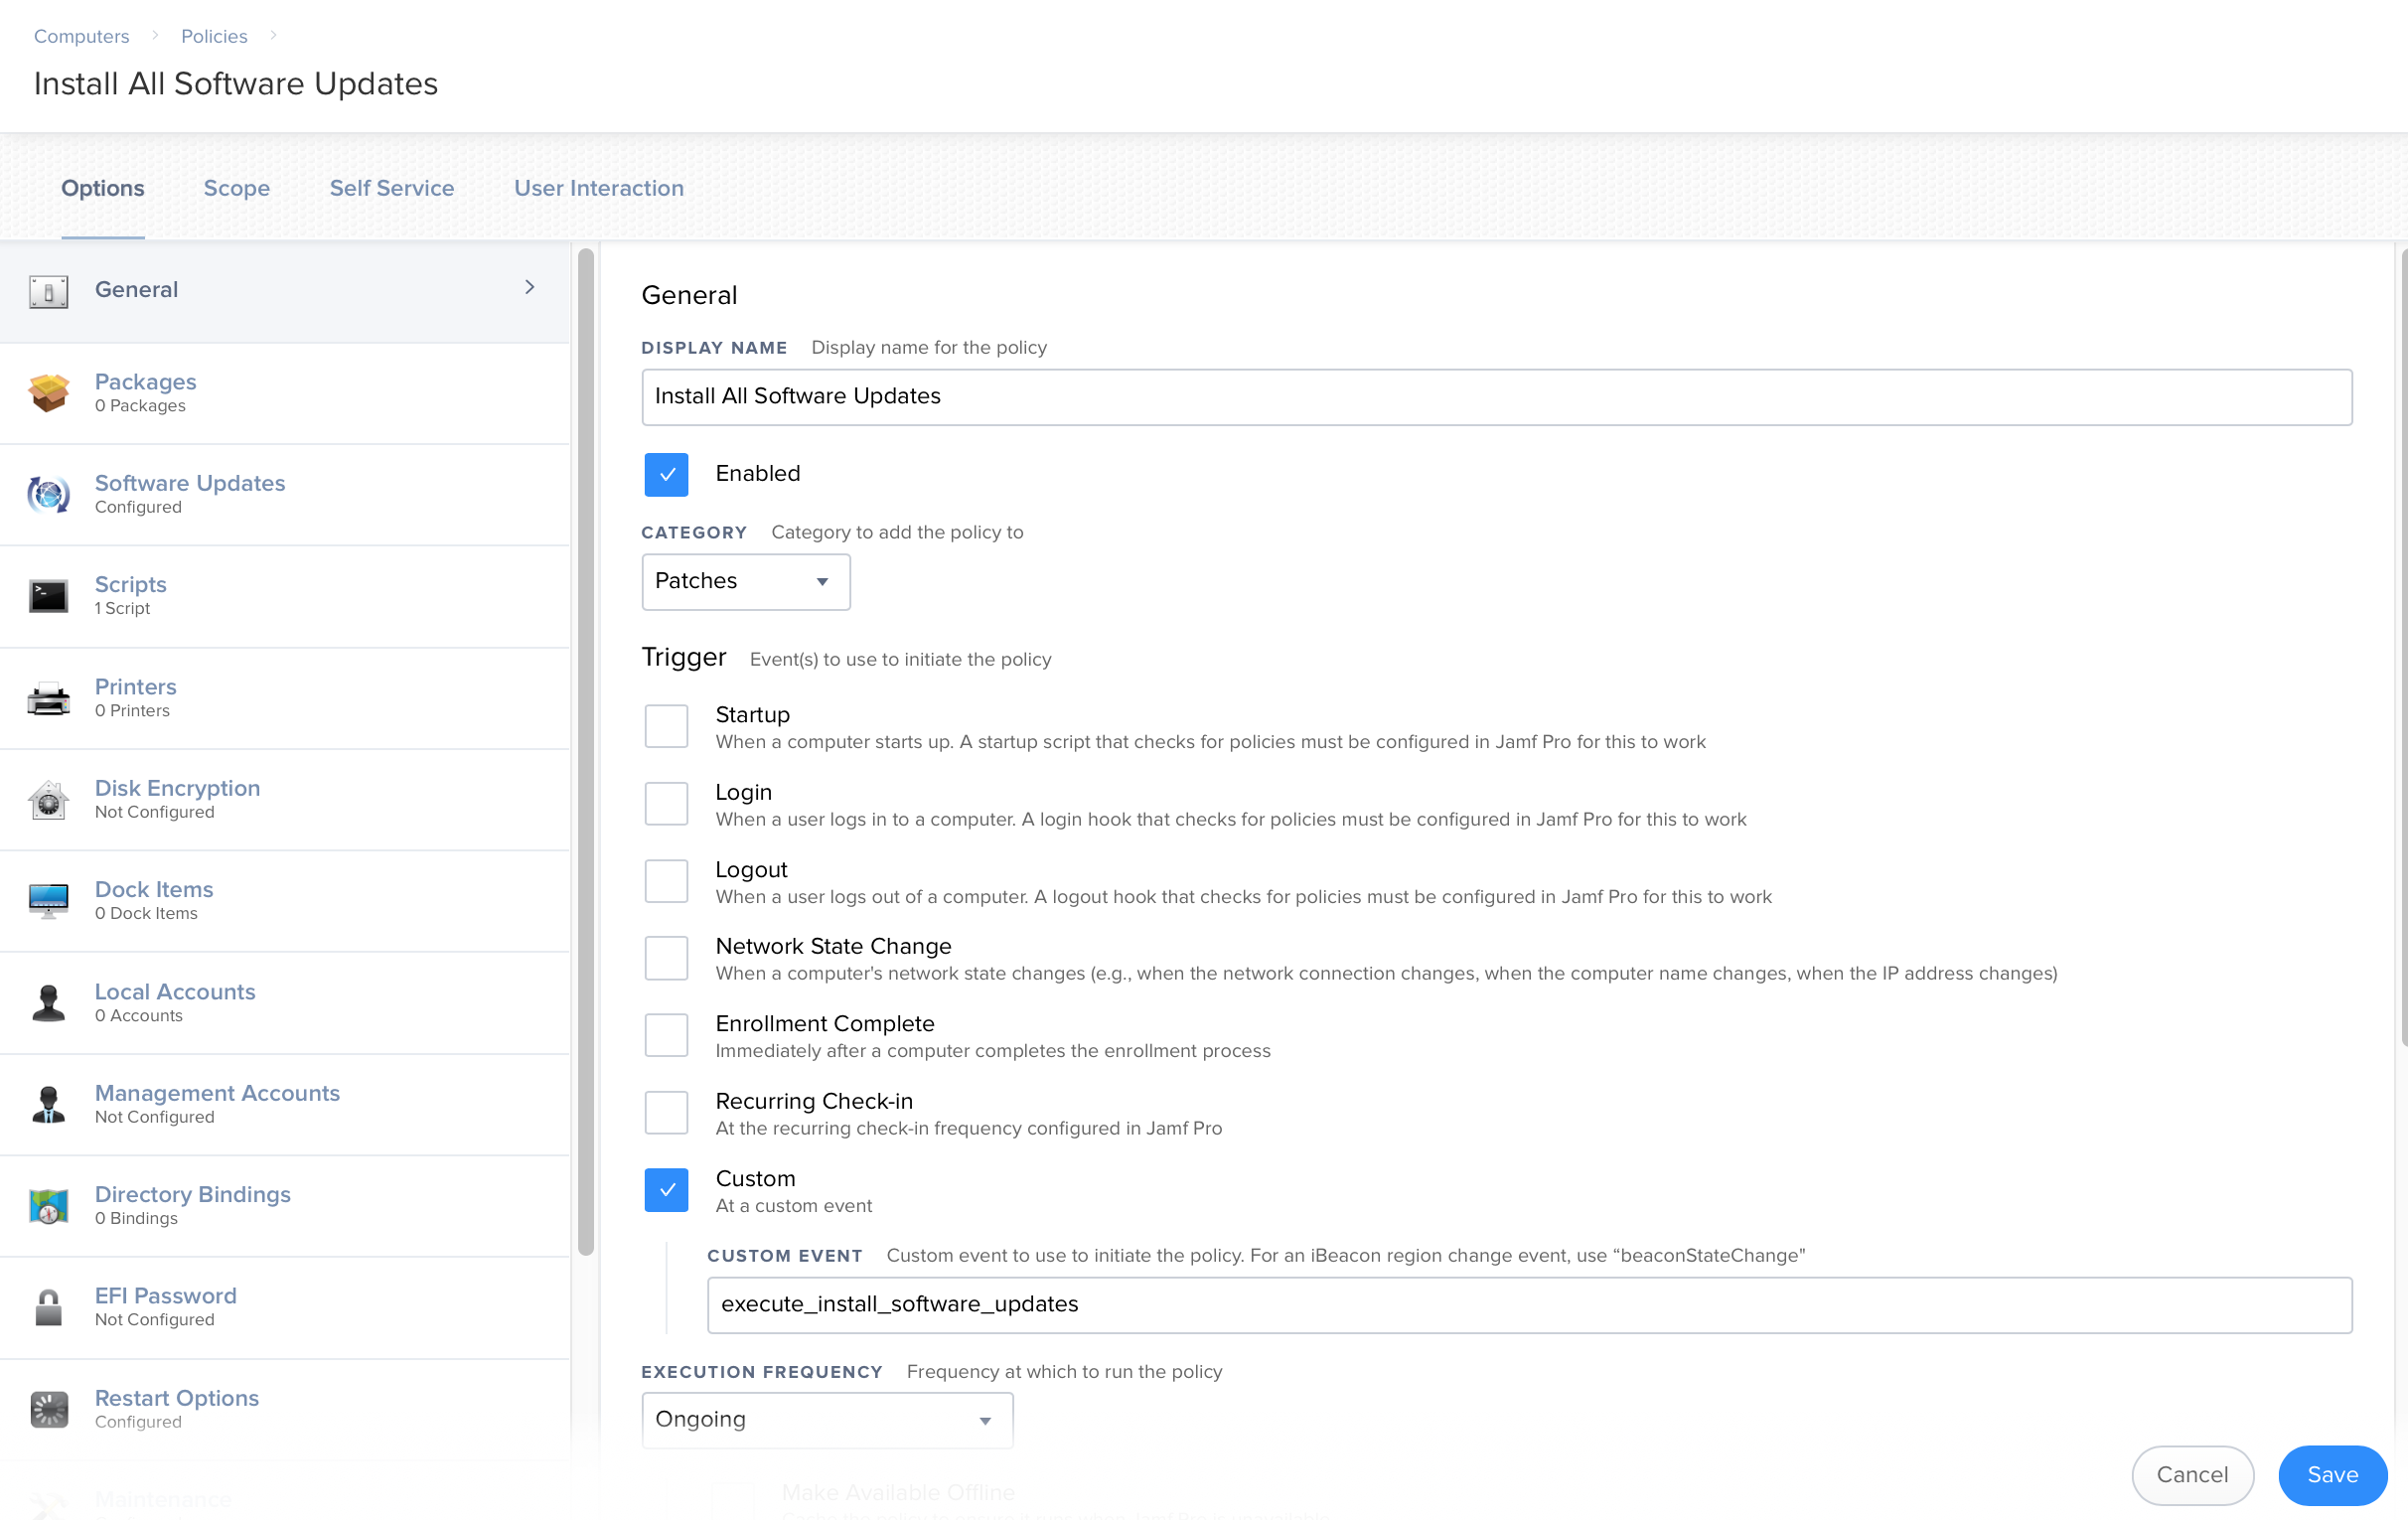 Computers
Policies
Install All Software Updates
Options
Scope
Self Service
User Interaction
General
Packages
0 Packages
Software Updates
Configured
Scripts
1 Script
Printers
0 Printers
Disk Encryption
Not Configured
Dock Items
0 Dock Items
Local Accounts
0 Accounts
Management Accounts
Not Configured
Directory Bindings
0 Bindings
EFI Password
Not Configured
Restart Options
Configured
Maintenance
General
DISPLAY NAME Display name for the policy
Install All Software Updates
Enabled
CATEGORY Category to add the policy to
Patches
Trigger Event(s) to use to initiate the policy
Startup
When a computer starts up. A startup script that checks for policies must be configured in Jamf Pro for this to work
Login
When a user logs in to a computer. A login hook that checks for policies must be configured in Jamf Pro for this to work
Logout
When a user logs out of a computer. A logout hook that checks for policies must be configured in Jamf Pro for this to work
Network State Change
When a computer's network state changes (e.g., when the network connection changes, when the computer name changes, when the IP address changes)
Enrollment Complete
Immediately after a computer completes the enrollment process
Recurring Check-in
At the recurring check-in frequency configured in Jamf Pro
Custom
At a custom event
CUSTOM EVENT Custom event to use to initiate the policy. For an iBeacon region change event, use “beaconStateChange"
execute_install_software_updates
EXECUTION FREQUENCY Frequency at which to run the policy
Ongoing
Make Available Offline
Cancel
Save